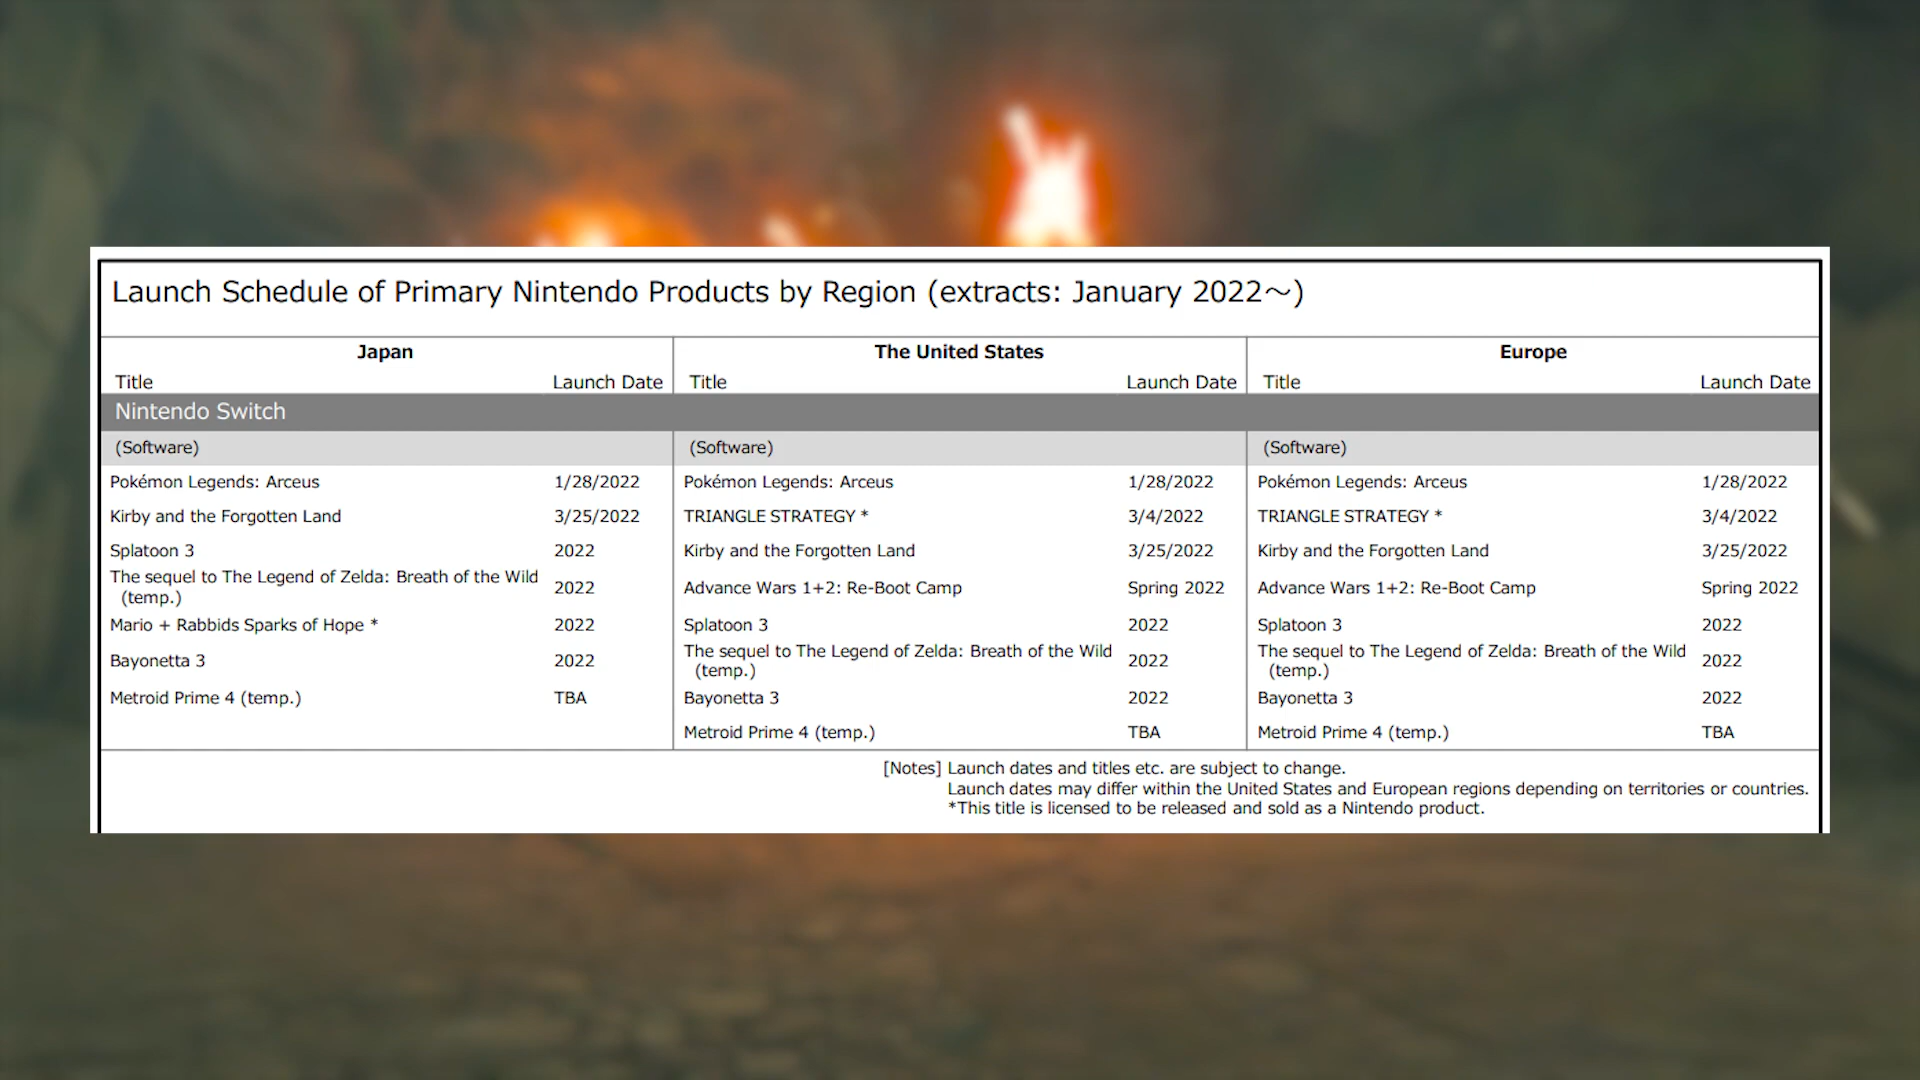 Launch Schedule of Primary Nintendo Products by Region (extracts: January 2022～)
Japan The United States Europe
Title Launch Date Title Launch Date Title Launch Date
Nintendo Switch
(Software) (Software) (Software)
Pokémon Legends: Arceus 1/28/2022 Pokémon Legends: Arceus 1/28/2022 Pokémon Legends: Arceus 1/28/2022
Kirby and the Forgotten Land 3/25/2022 TRIANGLE STRATEGY * 3/4/2022 TRIANGLE STRATEGY * 3/4/2022
Splatoon 3 2022 Kirby and the Forgotten Land 3/25/2022 Kirby and the Forgotten Land 3/25/2022
The sequel to The Legend of Zelda: Breath of the Wild
(temp.) 2022 Advance Wars 1+2: Re-Boot Camp Spring 2022 Advance Wars 1+2: Re-Boot Camp Spring 2022
Mario + Rabbids Sparks of Hope * 2022 Splatoon 3 2022 Splatoon 3 2022
The sequel to The Legend of Zelda: Breath of the Wild The sequel to The Legend of Zelda: Breath of the Wild
Bayonetta 3 2022 (temp.) 2022 (temp.) 2022
Metroid Prime 4 (temp.) TBA Bayonetta 3 2022 Bayonetta 3 2022
Metroid Prime 4 (temp.) TBA Metroid Prime 4 (temp.) TBA
[Notes] Launch dates and titles etc. are subject to change.
Launch dates may differ within the United States and European regions depending on territories or countries.
*This title is licensed to be released and sold as a Nintendo product.